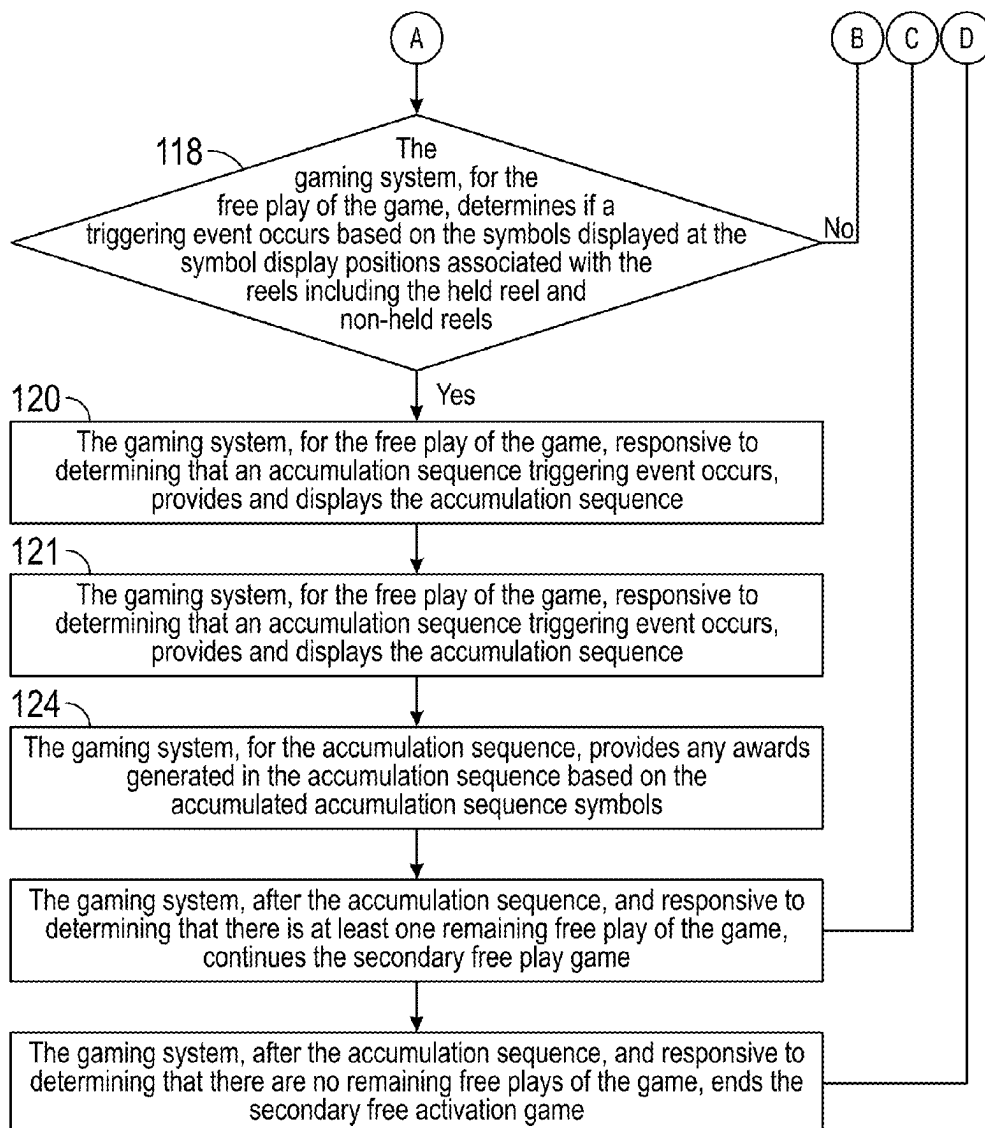 A
B C D
118
The
gaming system, for the
free play of the game, determines if a
triggering event occurs based on the symbols displayed at the
symbol display positions associated with the
reels including the held reel and
non-held reels
No
Yes
120
The gaming system, for the free play of the game, responsive to
determining that an accumulation sequence triggering event occurs,
provides and displays the accumulation sequence
121
The gaming system, for the free play of the game, responsive to
determining that an accumulation sequence triggering event occurs,
provides and displays the accumulation sequence
124
The gaming system, for the accumulation sequence, provides any awards
generated in the accumulation sequence based on the
accumulated accumulation sequence symbols
The gaming system, after the accumulation sequence, and responsive to
determining that there is at least one remaining free play of the game,
continues the secondary free play game
The gaming system, after the accumulation sequence, and responsive to
determining that there are no remaining free plays of the game, ends the
secondary free activation game